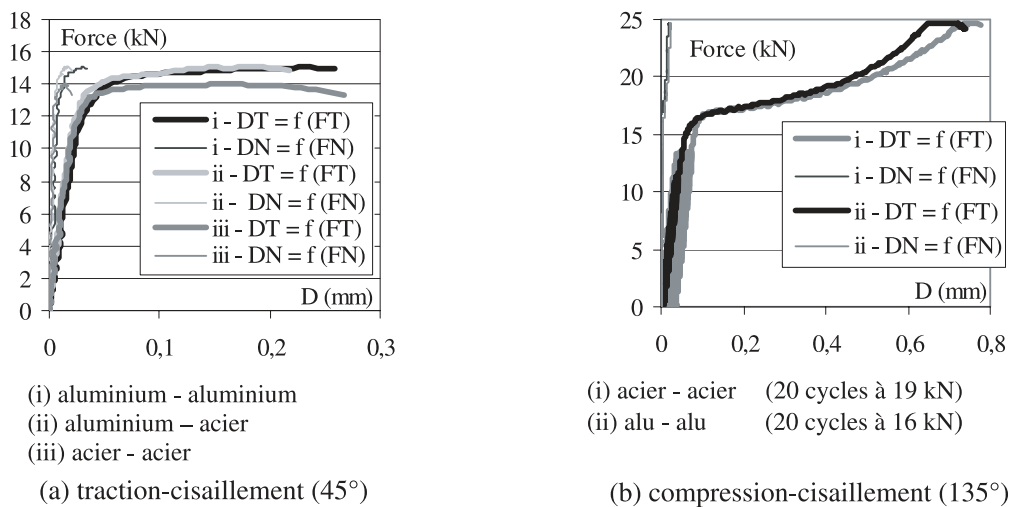 18
16
14
12
10
8
6
4
2
0
Force (kN)
i - DT = f (FT)
i - DN = f (FN)
ii - DT = f (FT)
ii - DN = f (FN)
iii - DT = f (FT)
iii - DN = f (FN)
D (mm)
0 0,1 0,2 0,3
(i) aluminium - aluminium
(ii) aluminium – acier
(iii) acier - acier
(a) traction-cisaillement (45°)
25
20
15
10
5
0
Force (kN)
i - DT = f (FT)
i - DN = f (FN)
ii - DT = f (FT)
ii - DN = f (FN)
D (mm)
0 0,2 0,4 0,6 0,8
(i) acier - acier (20 cycles à 19 kN)
(ii) alu - alu (20 cycles à 16 kN)
(b) compression-cisaillement (135°)